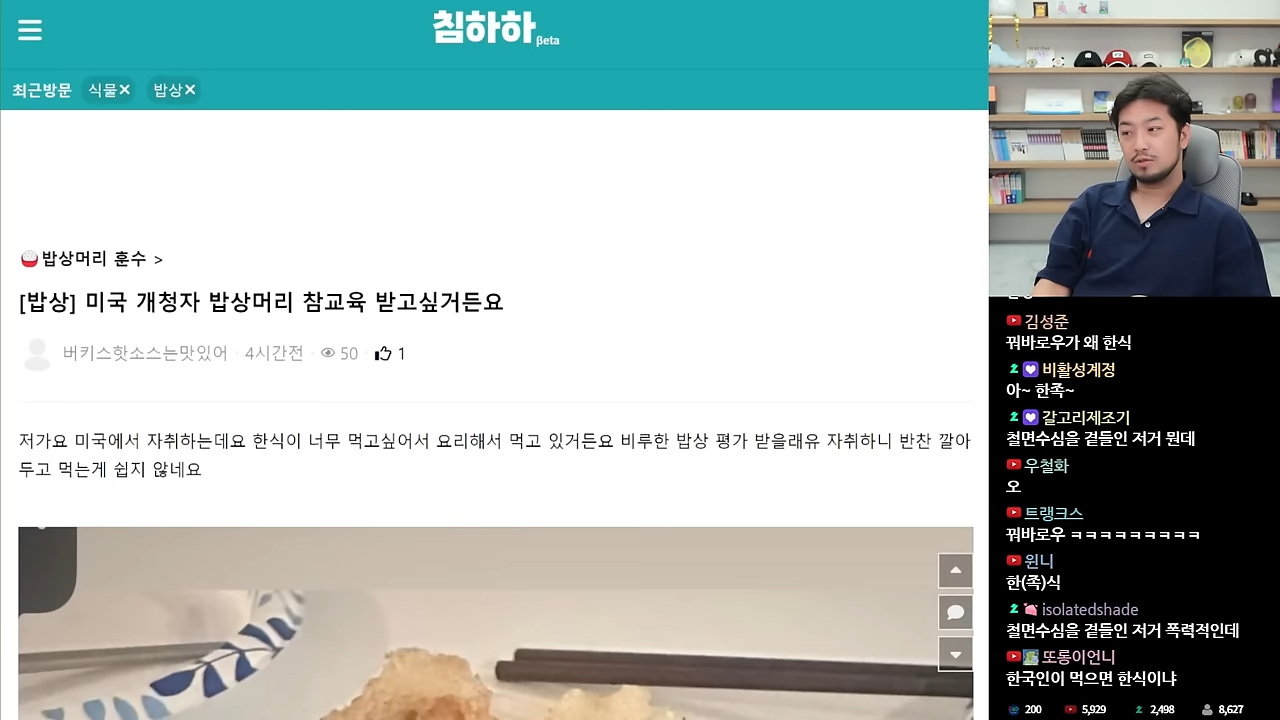 침하하 βeta
최근방문 식물✕ 밥상✕
밥상머리 훈수 >
[밥상] 미국 개청자 밥상머리 참교육 받고싶거든요
버키스핫소스는맛있어 · 4시간전 · 50 1
저가요 미국에서 자취하는데요 한식이 너무 먹고싶어서 요리해서 먹고 있거든요 비루한 밥상 평가 받을래유 자취하니 반찬 깔아
두고 먹는게 쉽지 않네요
김성준
꿔바로우가 왜 한식
비활성계정
아~ 한족~
갈고리제조기
철면수심을 곁들인 저거 뭔데
우철화
오
트랭크스
꿔바로우 ㅋㅋㅋㅋㅋㅋㅋㅋㅋ
윈니
한(족)식
isolatedshade
철면수심을 곁들인 저거 폭력적인데
또롱이언니
한국인이 먹으면 한식이냐
200 5,929 2,498 8,627